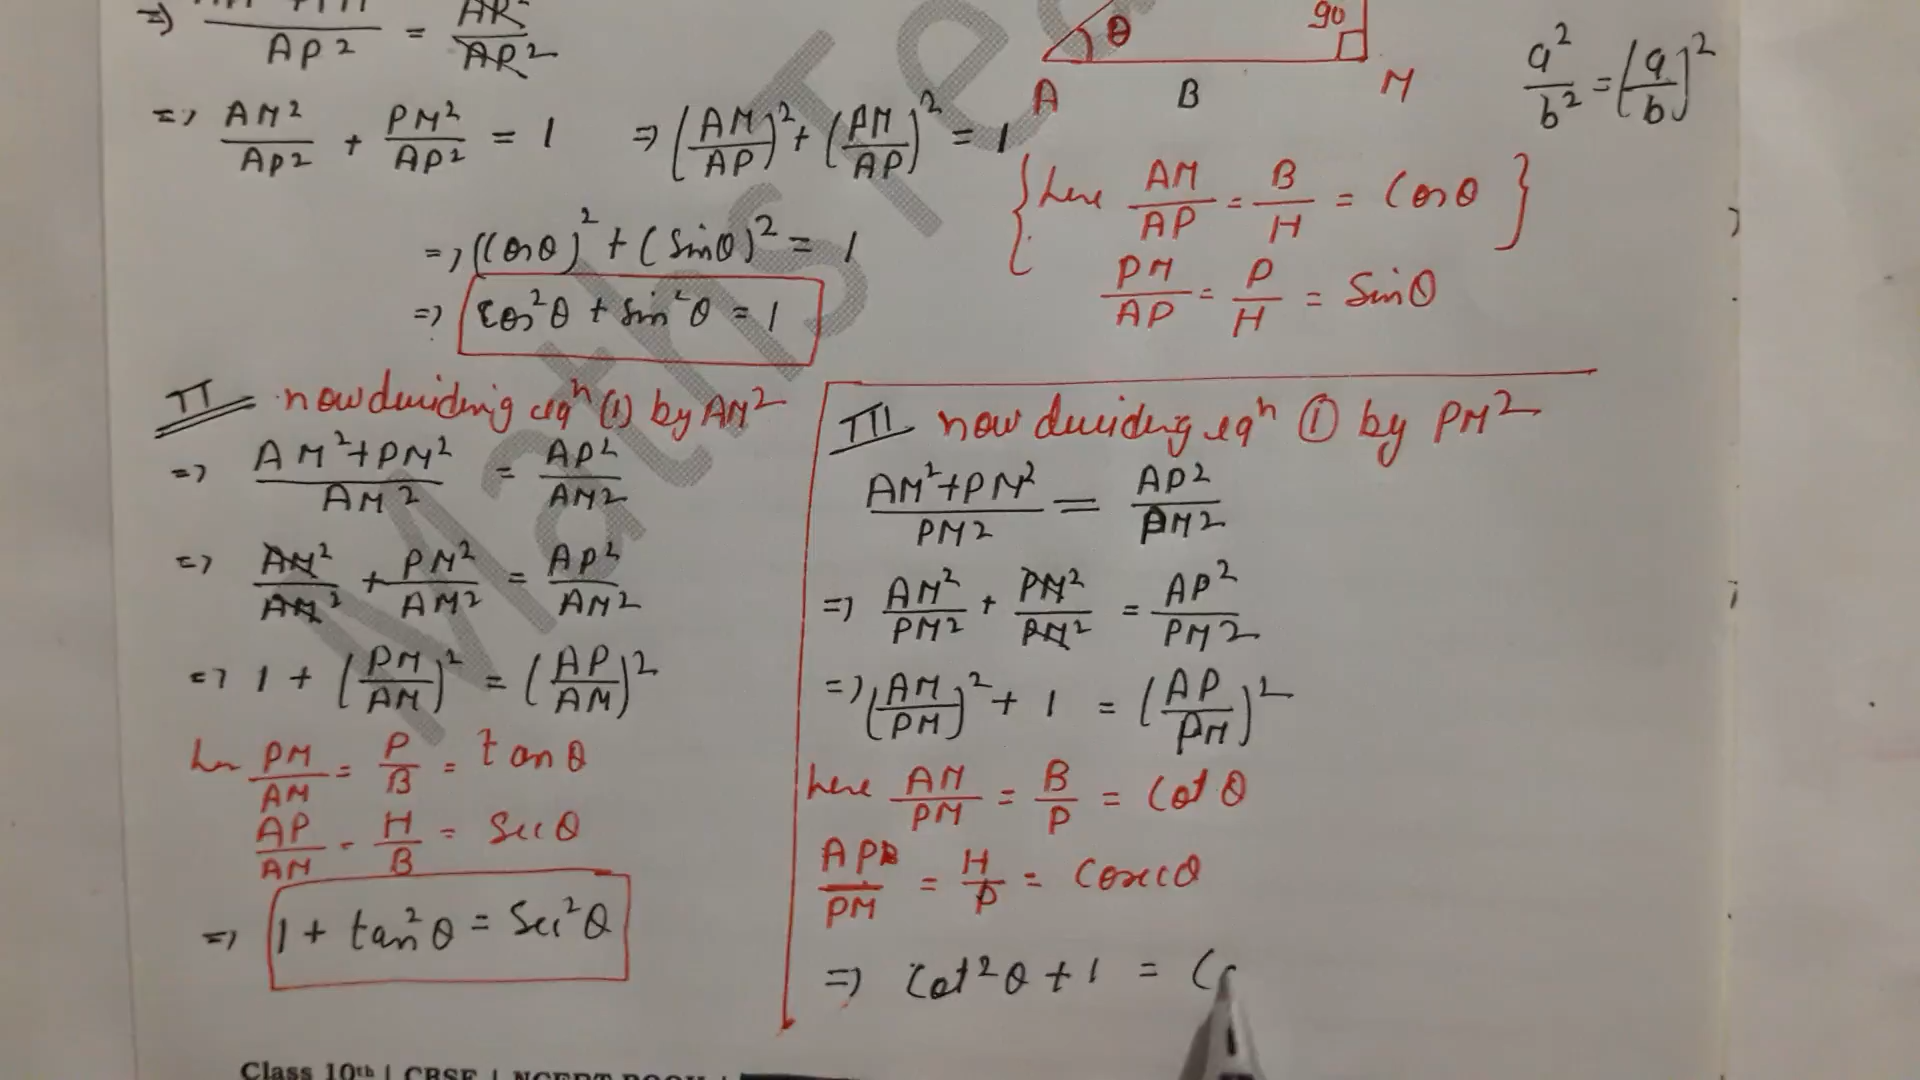 => / AP² = AR² / AP²
=> AM²/AP² + PM²/AP² = 1 => (AM/AP)² + (PM/AP)² = 1
=> (Cosθ)² + (Sinθ)² = 1
=> Cos²θ + Sin²θ = 1
θ 90
A B M
a²/b² = (a/b)²
{ here AM/AP = B/H = Cosθ }
PM/AP = P/H = Sinθ
II now dividing eqⁿ (1) by AM²
=> AM²+PM² / AM² = AP²/AM²
=> AM²/AM² + PM²/AM² = AP²/AM²
=> 1 + (PM/AM)² = (AP/AM)²
PM/AM = P/B = tanθ
AP/AM = H/B = Secθ
=> 1 + tan²θ = Sec²θ
III now dividing eqⁿ ① by PM²
AM²+PM² / PM² = AP²/PM²
=> AM²/PM² + PM²/PM² = AP²/PM²
=> (AM/PM)² + 1 = (AP/PM)²
here AM/PM = B/P = Cotθ
AP/PM = H/P = Cosecθ
=> Cot²θ + 1 = (
Class 10th | CBSE | NCERT BOOK
Maths Te